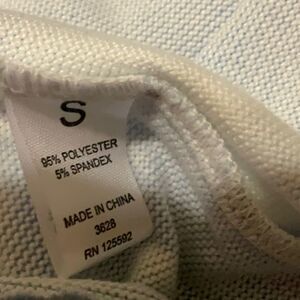 S
95% POLYESTER
5% SPANDEX
MADE IN CHINA
3628
RN 125592